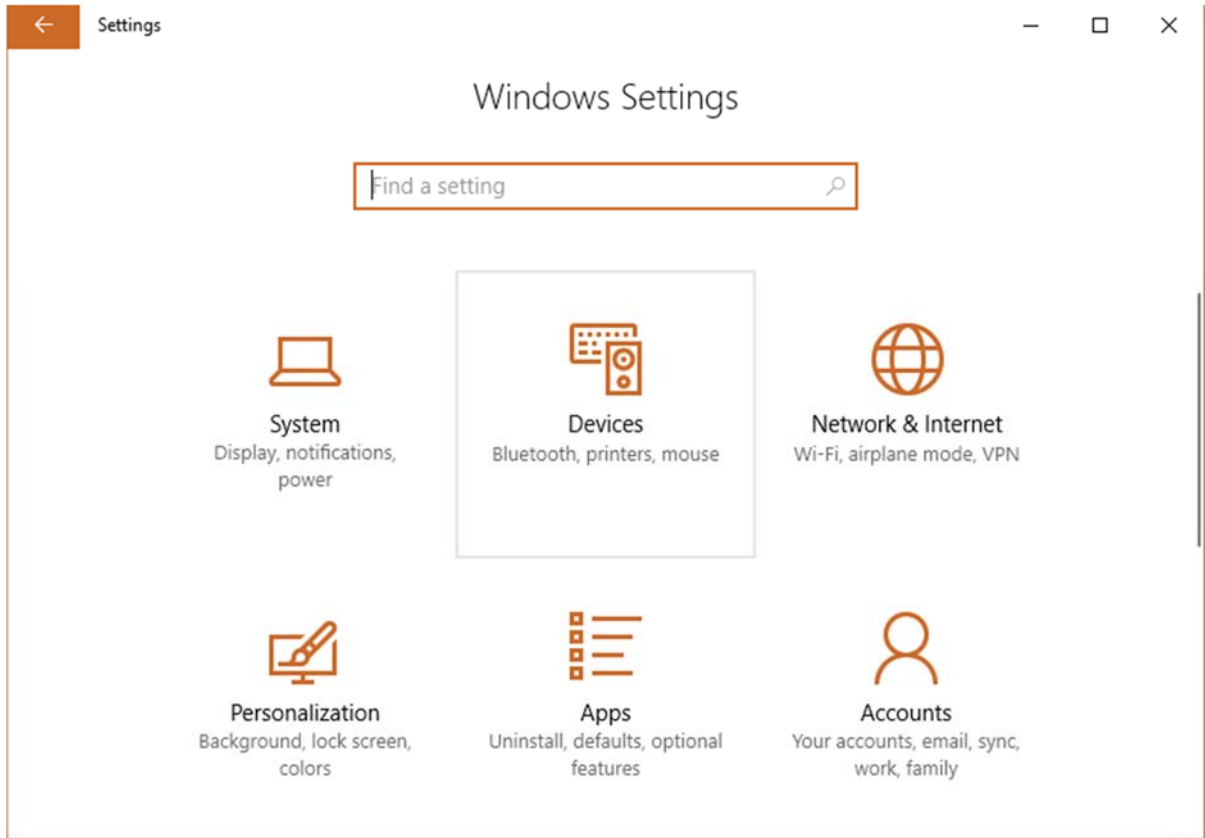 Settings
Windows Settings
Find a setting
System
Display, notifications,
power
Devices
Bluetooth, printers, mouse
Network & Internet
Wi-Fi, airplane mode, VPN
Personalization
Background, lock screen,
colors
Apps
Uninstall, defaults, optional
features
Accounts
Your accounts, email, sync,
work, family